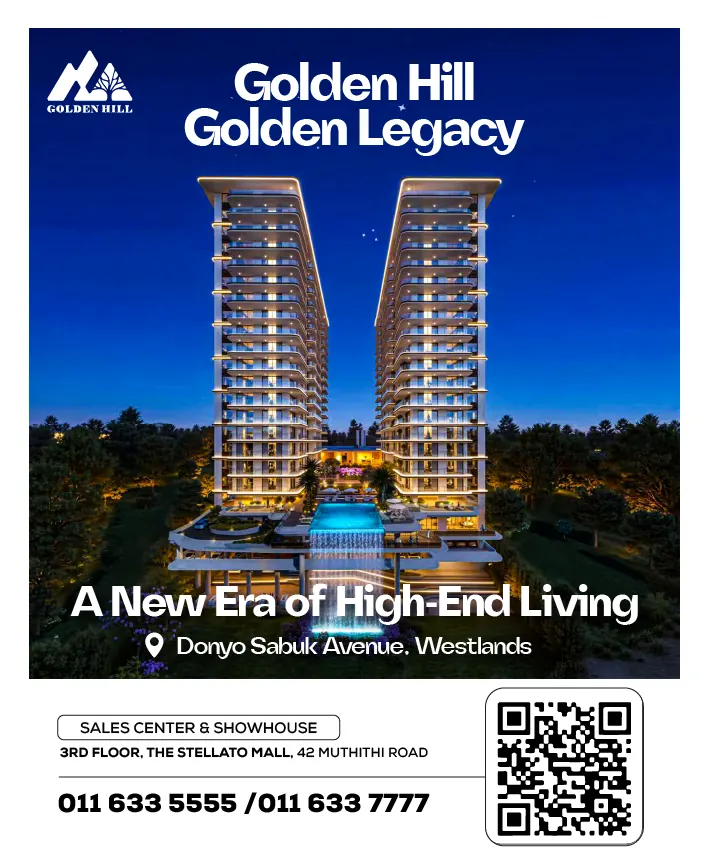 GOLDEN HILL
Golden Hill
Golden Legacy
A New Era of High-End Living
Donyo Sabuk Avenue. Westlands
SALES CENTER & SHOWHOUSE
3RD FLOOR, THE STELLATO MALL, 42 MUTHITHI ROAD
011 633 5555 /011 633 7777